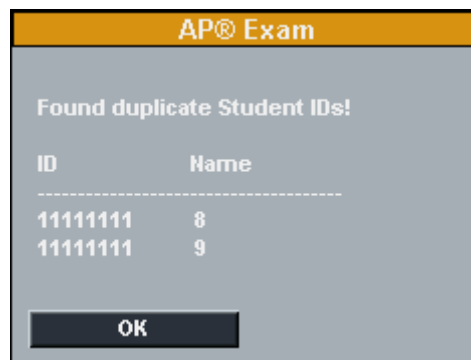 AP® Exam
Found duplicate Student IDs!
ID Name
--------------------------------------
11111111 8
11111111 9
OK